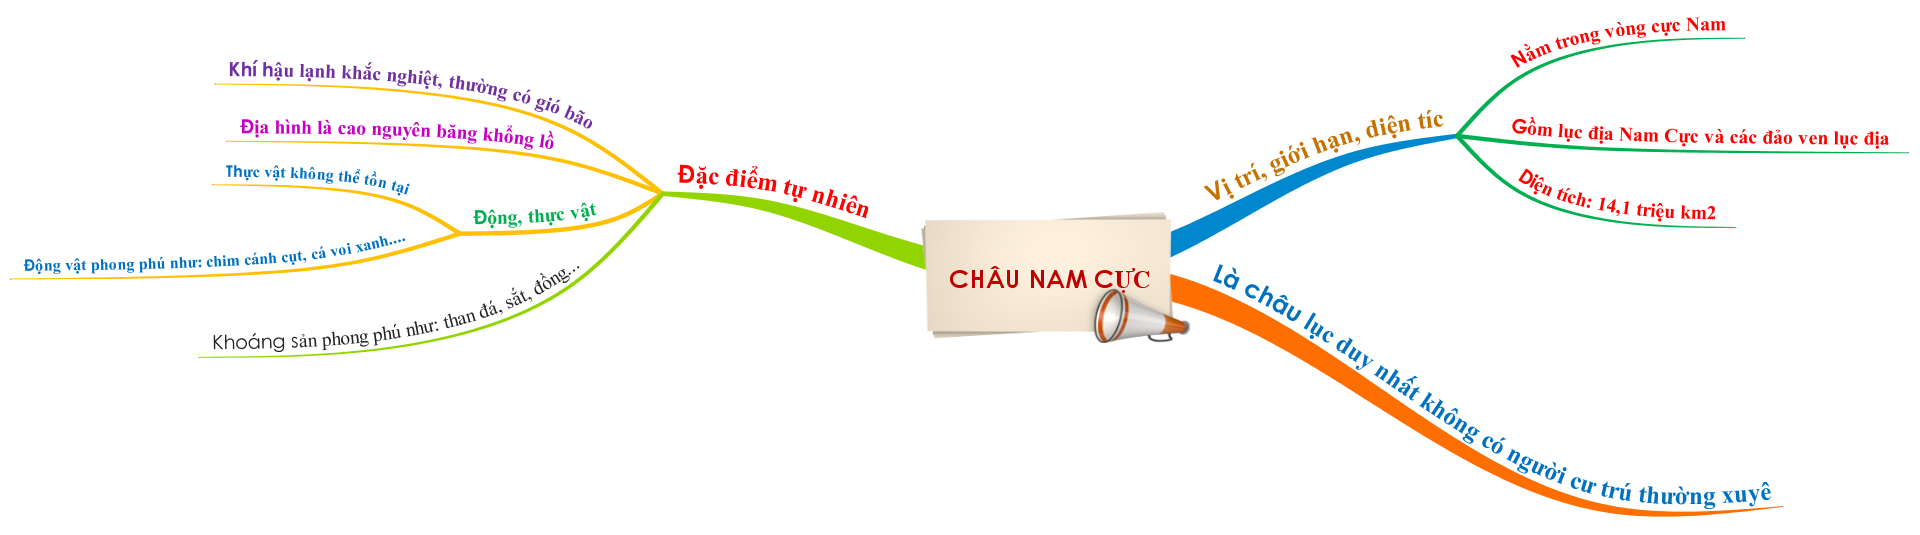 CHÂU NAM CỰC
Vị trí, giới hạn, diện tíc
Nằm trong vòng cực Nam
Gồm lục địa Nam Cực và các đảo ven lục địa
Diện tích: 14,1 triệu km2
Là châu lục duy nhất không có người cư trú thường xuyê
Đặc điểm tự nhiên
Khí hậu lạnh khắc nghiệt, thường có gió bão
Địa hình là cao nguyên băng khổng lồ
Động, thực vật
Thực vật không thể tồn tại
Động vật phong phú như: chim cánh cụt, cá voi xanh....
Khoáng sản phong phú như: than đá, sắt, đồng...